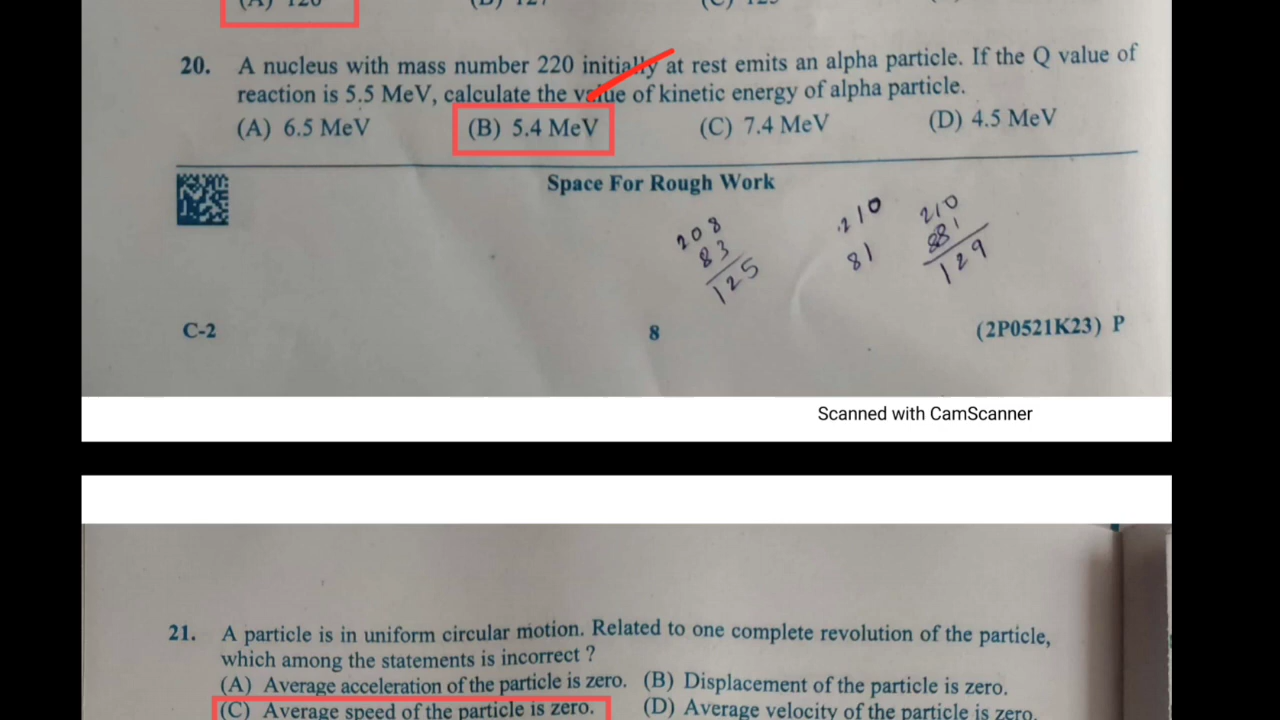 (A) 126 (B) 127 (C) 125
20. A nucleus with mass number 220 initially at rest emits an alpha particle. If the Q value of
reaction is 5.5 MeV, calculate the value of kinetic energy of alpha particle.
(A) 6.5 MeV (B) 5.4 MeV (C) 7.4 MeV (D) 4.5 MeV
Space For Rough Work
208
83
125
210
81
210
881
129
C-2 8 (2P0521K23) P
Scanned with CamScanner
21. A particle is in uniform circular motion. Related to one complete revolution of the particle,
which among the statements is incorrect ?
(A) Average acceleration of the particle is zero. (B) Displacement of the particle is zero.
(C) Average speed of the particle is zero. (D) Average velocity of the particle is zero.